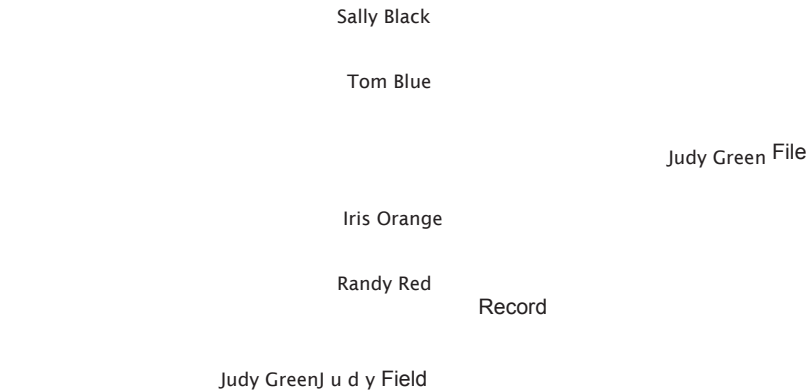 Sally Black
Tom Blue
Judy Green File
Iris Orange
Randy Red
Record
Judy GreenJ u d y Field